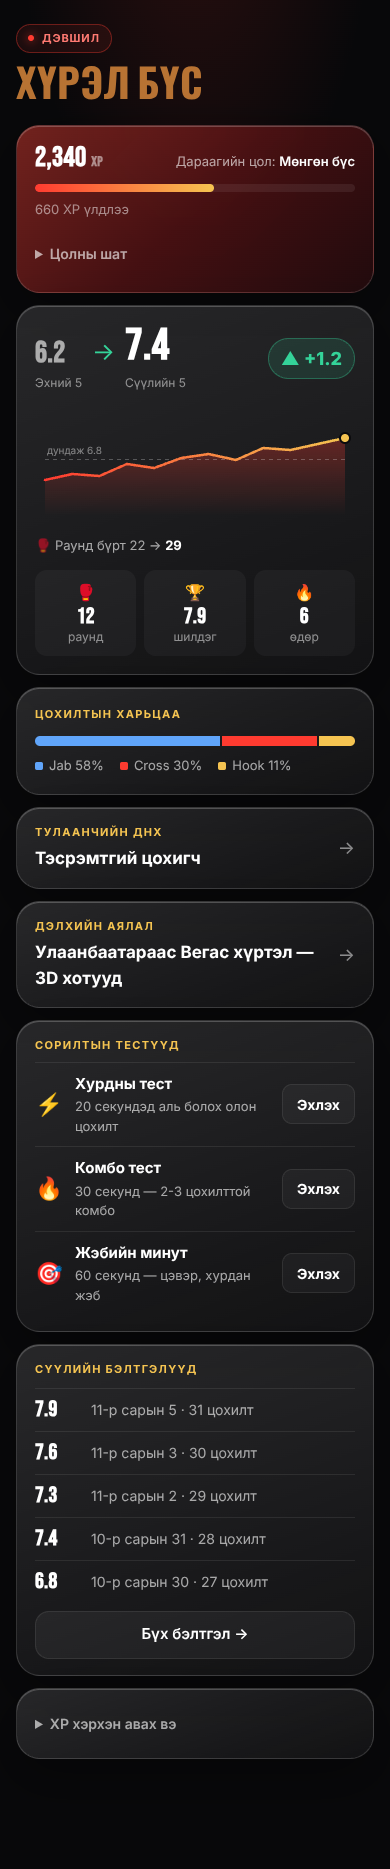 ДЭВШИЛ
ХҮРЭЛ БҮС
2,340 XP
Дараагийн цол: Мөнгөн бүс
660 XP үлдлээ
▶ Цолны шат
6.2 → 7.4
▲ +1.2
Эхний 5
Сүүлийн 5
дундаж 6.8
🥊 Раунд бүрт 22 → 29
🥊 🏆 🔥
12 7.9 6
раунд шилдэг өдөр
ЦОХИЛТЫН ХАРЬЦАА
Jab 58% Cross 30% Hook 11%
ТУЛААНЧИЙН ДНХ
Тэсрэмтгий цохигч →
ДЭЛХИЙН АЯЛАЛ
Улаанбаатараас Вегас хүртэл — →
3D хотууд
СОРИЛТЫН ТЕСТҮҮД
⚡ Хурдны тест
20 секундэд аль болох олон
цохилт
Эхлэх
🔥 Комбо тест
30 секунд — 2-3 цохилттой
комбо
Эхлэх
🎯 Жэбийн минут
60 секунд — цэвэр, хурдан
жэб
Эхлэх
СҮҮЛИЙН БЭЛТГЭЛҮҮД
7.9 11-р сарын 5 · 31 цохилт
7.6 11-р сарын 3 · 30 цохилт
7.3 11-р сарын 2 · 29 цохилт
7.4 10-р сарын 31 · 28 цохилт
6.8 10-р сарын 30 · 27 цохилт
Бүх бэлтгэл →
▶ XP хэрхэн авах вэ